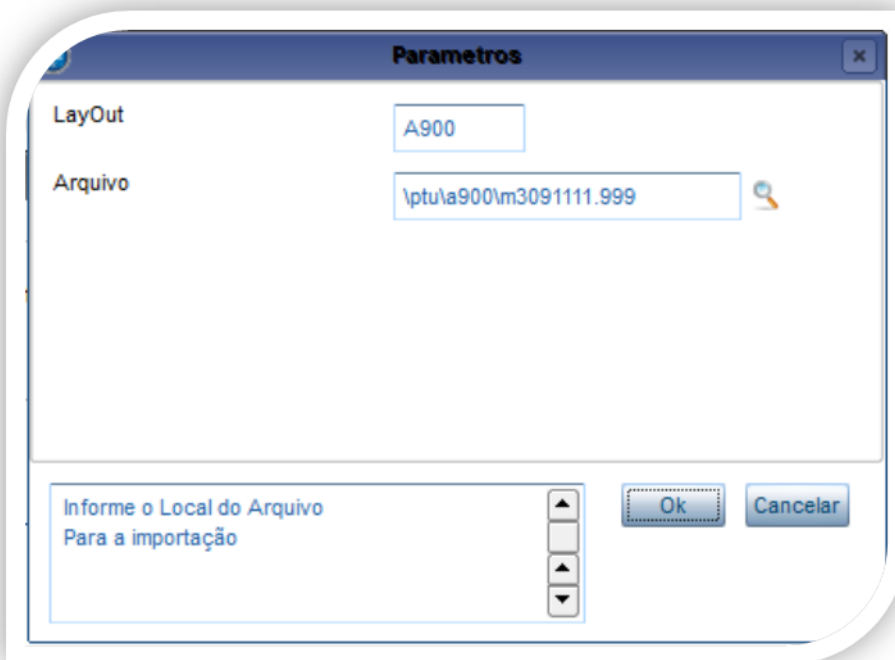 Parametros
LayOut
A900
Arquivo
\ptu\a900\m3091111.999
Informe o Local do Arquivo
Para a importação
Ok
Cancelar